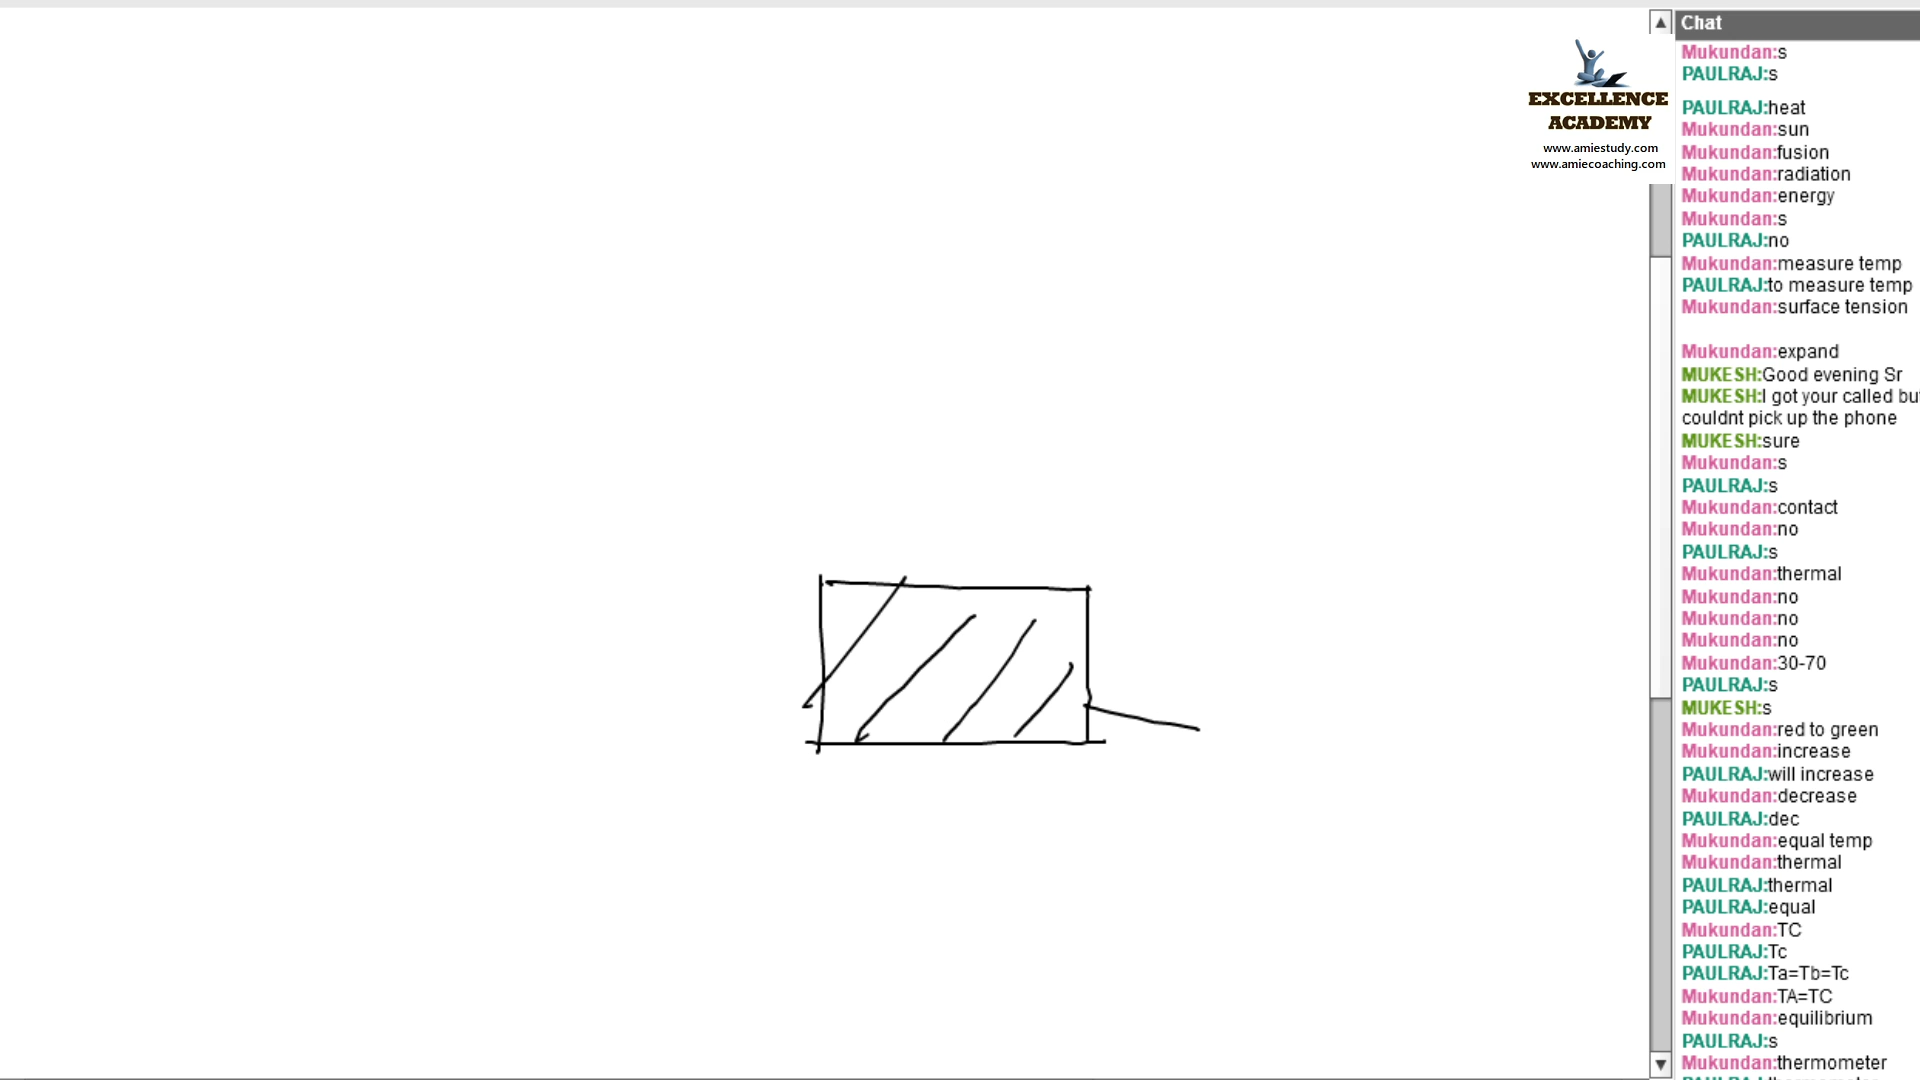 Chat
EXCELLENCE
ACADEMY
www.amiestudy.com
www.amiecoaching.com
Mukundan:s
PAULRAJ:s
PAULRAJ:heat
Mukundan:sun
Mukundan:fusion
Mukundan:radiation
Mukundan:energy
Mukundan:s
PAULRAJ:no
Mukundan:measure temp
PAULRAJ:to measure temp
Mukundan:surface tension
Mukundan:expand
MUKESH:Good evening Sr
MUKESH:I got your called but
couldnt pick up the phone
MUKESH:sure
Mukundan:s
PAULRAJ:s
Mukundan:contact
Mukundan:no
PAULRAJ:s
Mukundan:thermal
Mukundan:no
Mukundan:no
Mukundan:no
Mukundan:30-70
PAULRAJ:s
MUKESH:s
Mukundan:red to green
Mukundan:increase
PAULRAJ:will increase
Mukundan:decrease
PAULRAJ:dec
Mukundan:equal temp
Mukundan:thermal
PAULRAJ:thermal
PAULRAJ:equal
Mukundan:TC
PAULRAJ:Tc
PAULRAJ:Ta=Tb=Tc
Mukundan:TA=TC
Mukundan:equilibrium
PAULRAJ:s
Mukundan:thermometer